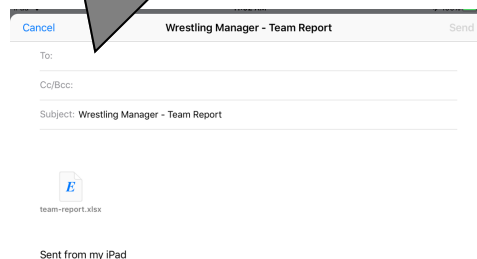 Cancel Wrestling Manager - Team Report Send
To:
Cc/Bcc:
Subject: Wrestling Manager - Team Report
E
team-report.xlsx
Sent from my iPad